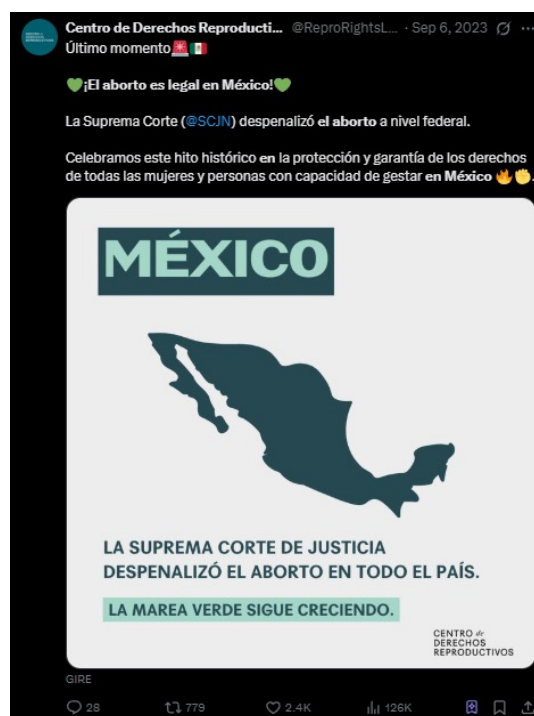 Centro de Derechos Reproducti... @ReproRightsL... · Sep 6, 2023
Último momento🚨🇲🇽
💚¡El aborto es legal en México!💚
La Suprema Corte (@SCJN) despenalizó el aborto a nivel federal.
Celebramos este hito histórico en la protección y garantía de los derechos
de todas las mujeres y personas con capacidad de gestar en México 🔥✊.
MÉXICO
LA SUPREMA CORTE DE JUSTICIA
DESPENALIZÓ EL ABORTO EN TODO EL PAÍS.
LA MAREA VERDE SIGUE CRECIENDO.
CENTRO de
DERECHOS
REPRODUCTIVOS
GIRE
28 779 2.4K 126K